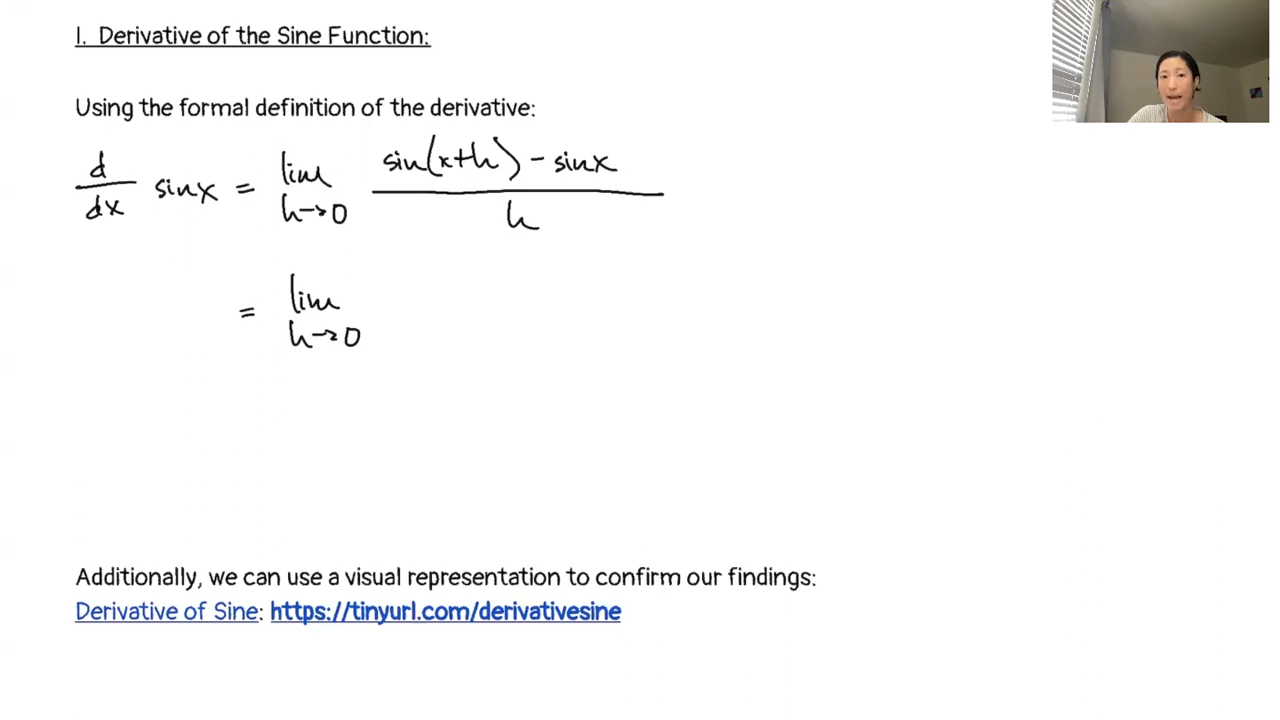 I. Derivative of the Sine Function:
Using the formal definition of the derivative:
d/dx sinx = lim h→0 (sin(x+h) - sinx)/h
= lim h→0
Additionally, we can use a visual representation to confirm our findings:
Derivative of Sine: https://tinyurl.com/derivativesine